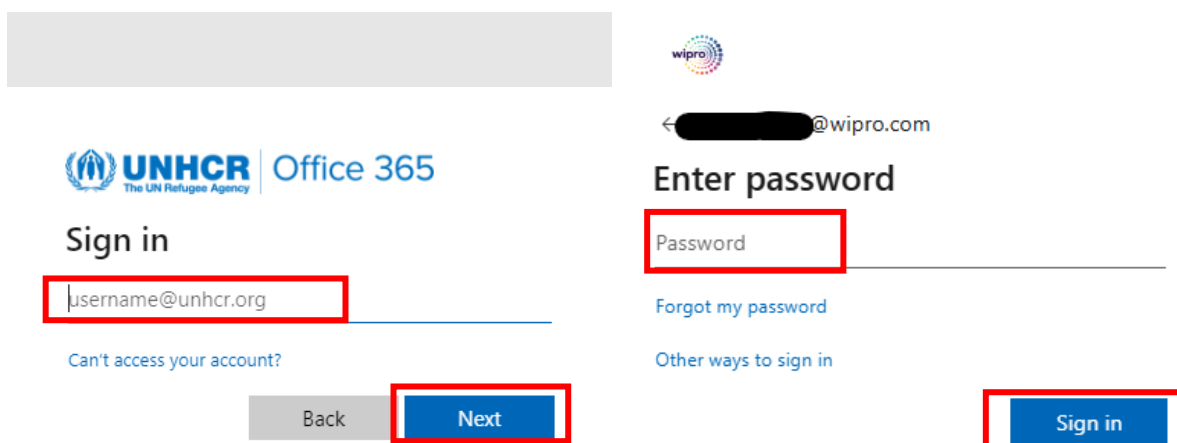 UNHCR
The UN Refugee Agency
Office 365
Sign in
username@unhcr.org
Can't access your account?
Back
Next
wipro
@wipro.com
Enter password
Password
Forgot my password
Other ways to sign in
Sign in